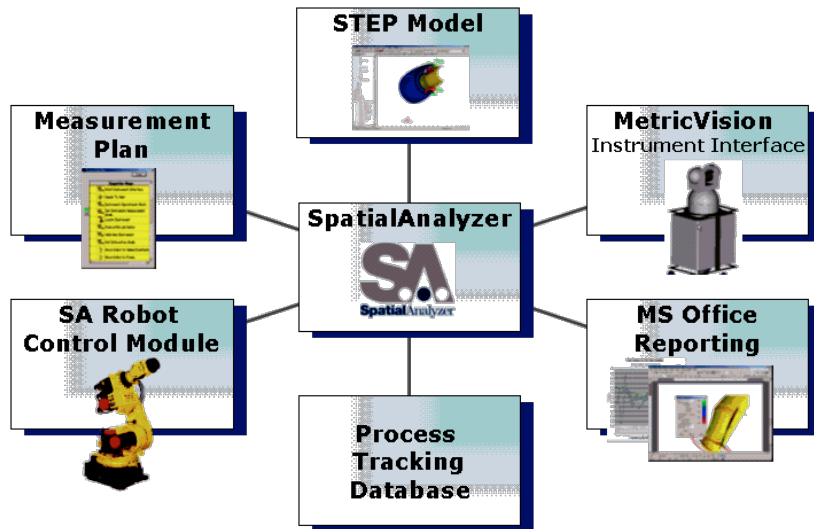 STEP Model
Measurement
Plan
MetricVision
Instrument Interface
SpatialAnalyzer
SA
SpatialAnalyzer
SA Robot
Control Module
MS Office
Reporting
Process
Tracking
Database